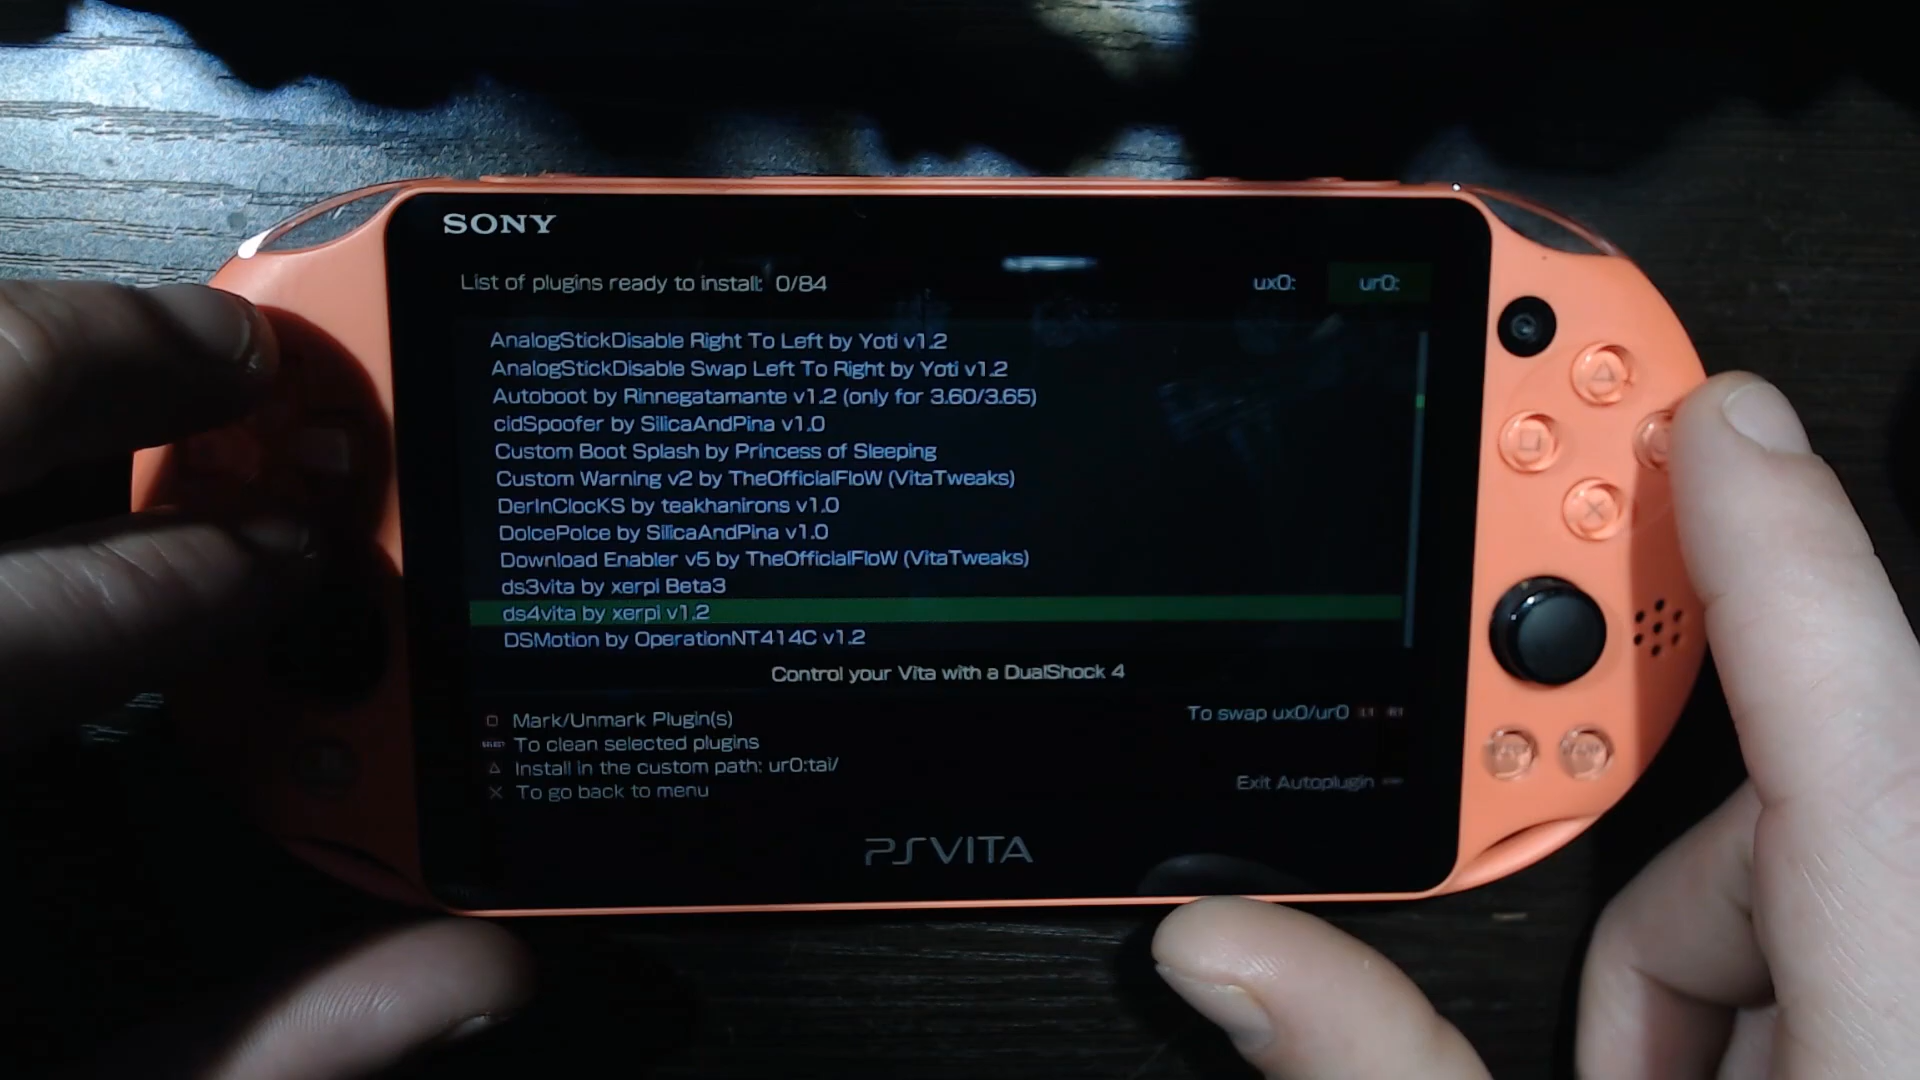 SONY
List of plugins ready to install: 0/84
ux0:
ur0:
AnalogStickDisable Right To Left by Yoti v1.2
AnalogStickDisable Swap Left To Right by Yoti v1.2
Autoboot by Rinnegatamante v1.2 (only for 3.60/3.65)
cidSpoofer by SilicaAndPina v1.0
Custom Boot Splash by Princess of Sleeping
Custom Warning v2 by TheOfficialFloW (VitaTweaks)
DerInClocKS by teakhanirons v1.0
DolcePolce by SilicaAndPina v1.0
Download Enabler v5 by TheOfficialFloW (VitaTweaks)
ds3vita by xerpi Beta3
ds4vita by xerpi v1.2
DSMotion by OperationNT414C v1.2
Control your Vita with a DualShock 4
Mark/Unmark Plugin(s)
To swap ux0/ur0
SELECT To clean selected plugins
Install in the custom path: ur0:tai/
To go back to menu
Exit Autoplugin
PSVITA